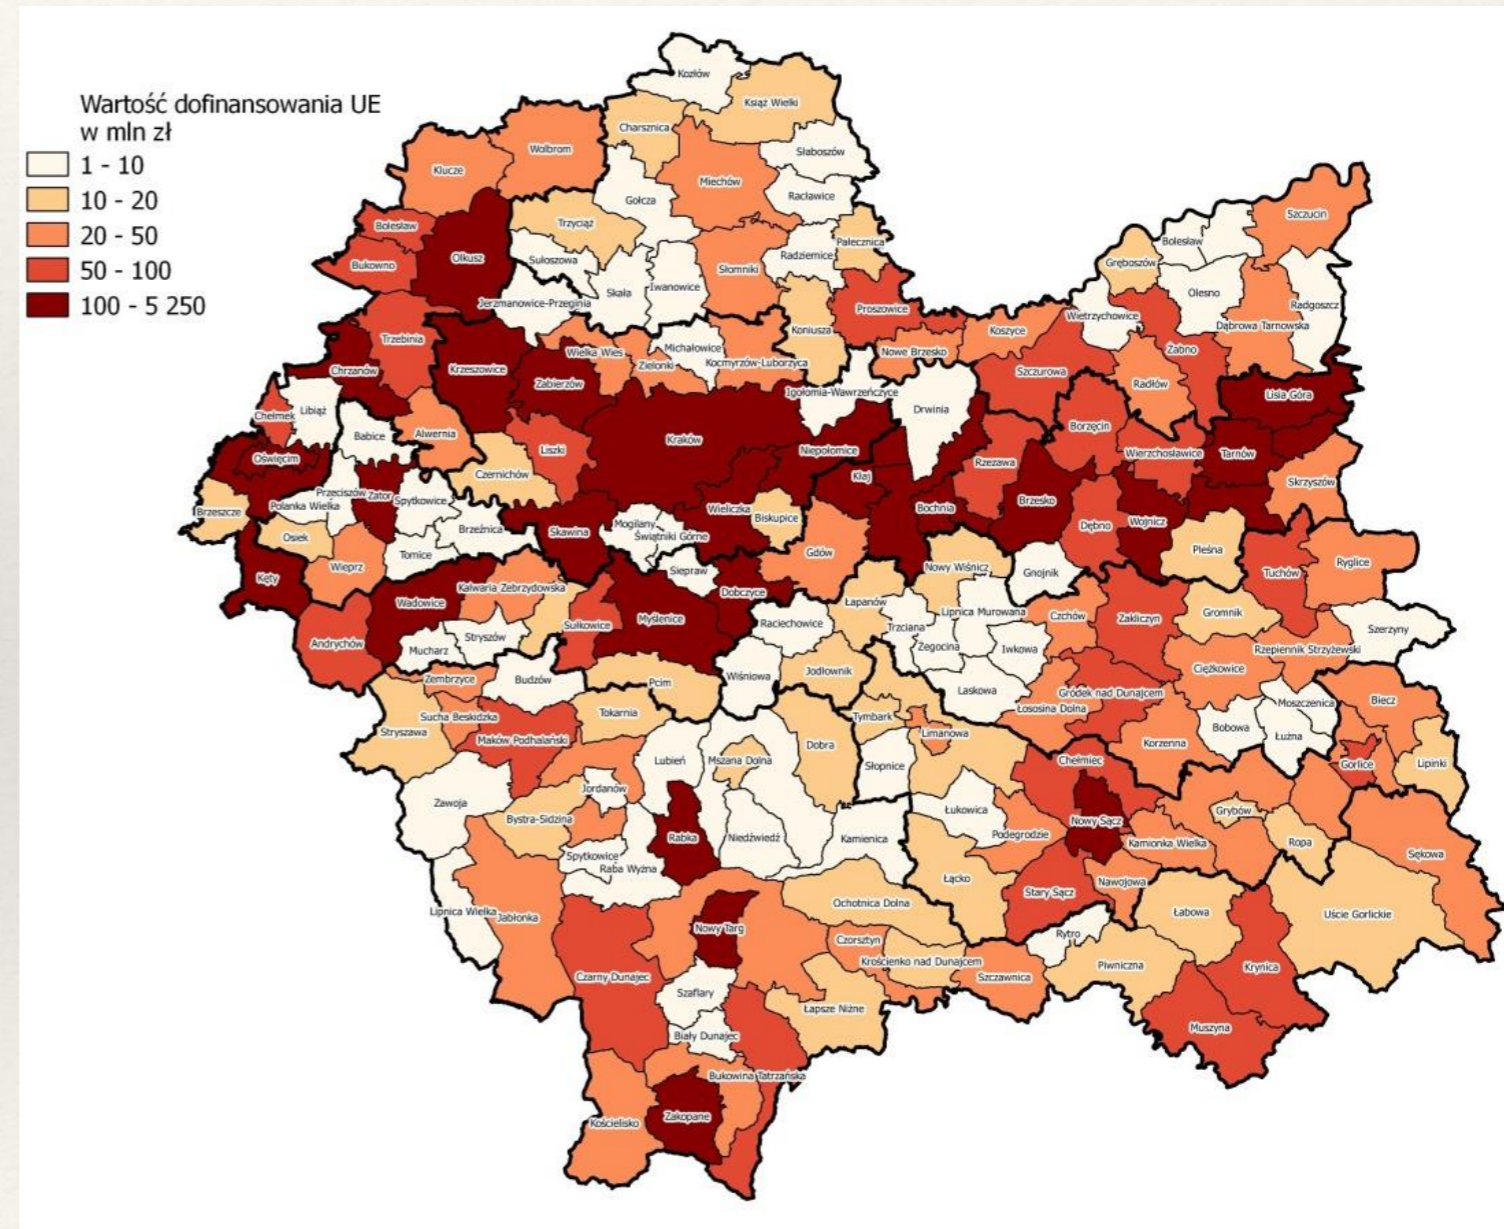 Wartość dofinansowania UE
w mln zł
1 - 10
10 - 20
20 - 50
50 - 100
100 - 5 250
Kozłów
Książ Wielki
Charsznica
Wolbrom
Słaboszów
Klucze
Miechów
Racławice
Gołcza
Szczucin
Trzyciąż
Bolesław
Pałecznica
Bolesław
Radziemice
Olkusz
Sułoszowa
Gręboszów
Bukowno
Słomniki
Iwanowice
Skała
Olesno
Jerzmanowice-Przeginia
Radgoszcz
Proszowice
Wietrzychowice
Dąbrowa Tarnowska
Koniusza
Koszyce
Trzebinia
Michałowice
Żabno
Wielka Wieś
Nowe Brzesko
Zielonki
Kocmyrzów-Luborzyca
Chrzanów
Krzeszowice
Szczurowa
Zabierzów
Radłów
Igołomia-Wawrzeńczyce
Lisia Góra
Libiąż
Drwinia
Chełmek
Borzęcin
Babice
Alwernia
Kraków
Liszki
Niepołomice
Wierzchosławice
Tarnów
Oświęcim
Rzezawa
Czernichów
Kłaj
Skrzyszów
Przeciszów
Zator
Spytkowice
Brzesko
Polanka Wielka
Wieliczka
Bochnia
Brzeszcze
Biskupice
Mogilany
Wojnicz
Dębno
Brzeźnica
Skawina
Świątniki Górne
Osiek
Gdów
Pleśna
Tomice
Ryglice
Wieprz
Nowy Wiśnicz
Siepraw
Gnojnik
Tuchów
Kęty
Kalwaria Zebrzydowska
Dobczyce
Wadowice
Łapanów
Lipnica Murowana
Gromnik
Czchów
Zakliczyn
Myślenice
Raciechowice
Sułkowice
Trzciana
Szerzyny
Stryszów
Andrychów
Żegocina
Iwkowa
Rzepiennik Strzyżewski
Mucharz
Ciężkowice
Jodłownik
Wiśniowa
Zembrzyce
Budzów
Pcim
Laskowa
Gródek nad Dunajcem
Biecz
Moszczenica
Łososina Dolna
Tokarnia
Sucha Beskidzka
Tymbark
Bobowa
Stryszawa
Limanowa
Łużna
Maków Podhalański
Dobra
Korzenna
Lubień
Mszana Dolna
Chełmiec
Słopnice
Gorlice
Lipinki
Jordanów
Zawoja
Łukowica
Grybów
Bystra-Sidzina
Nowy Sącz
Podegrodzie
Rabka
Niedźwiedź
Kamienica
Kamionka Wielka
Ropa
Spytkowice
Sękowa
Raba Wyżna
Łącko
Nawojowa
Stary Sącz
Ochotnica Dolna
Lipnica Wielka
Jabłonka
Łabowa
Uście Gorlickie
Nowy Targ
Rytro
Czorsztyn
Krościenko nad Dunajcem
Piwniczna
Krynica
Czarny Dunajec
Szczawnica
Szaflary
Łapsze Niżne
Muszyna
Biały Dunajec
Bukowina Tatrzańska
Zakopane
Kościelisko